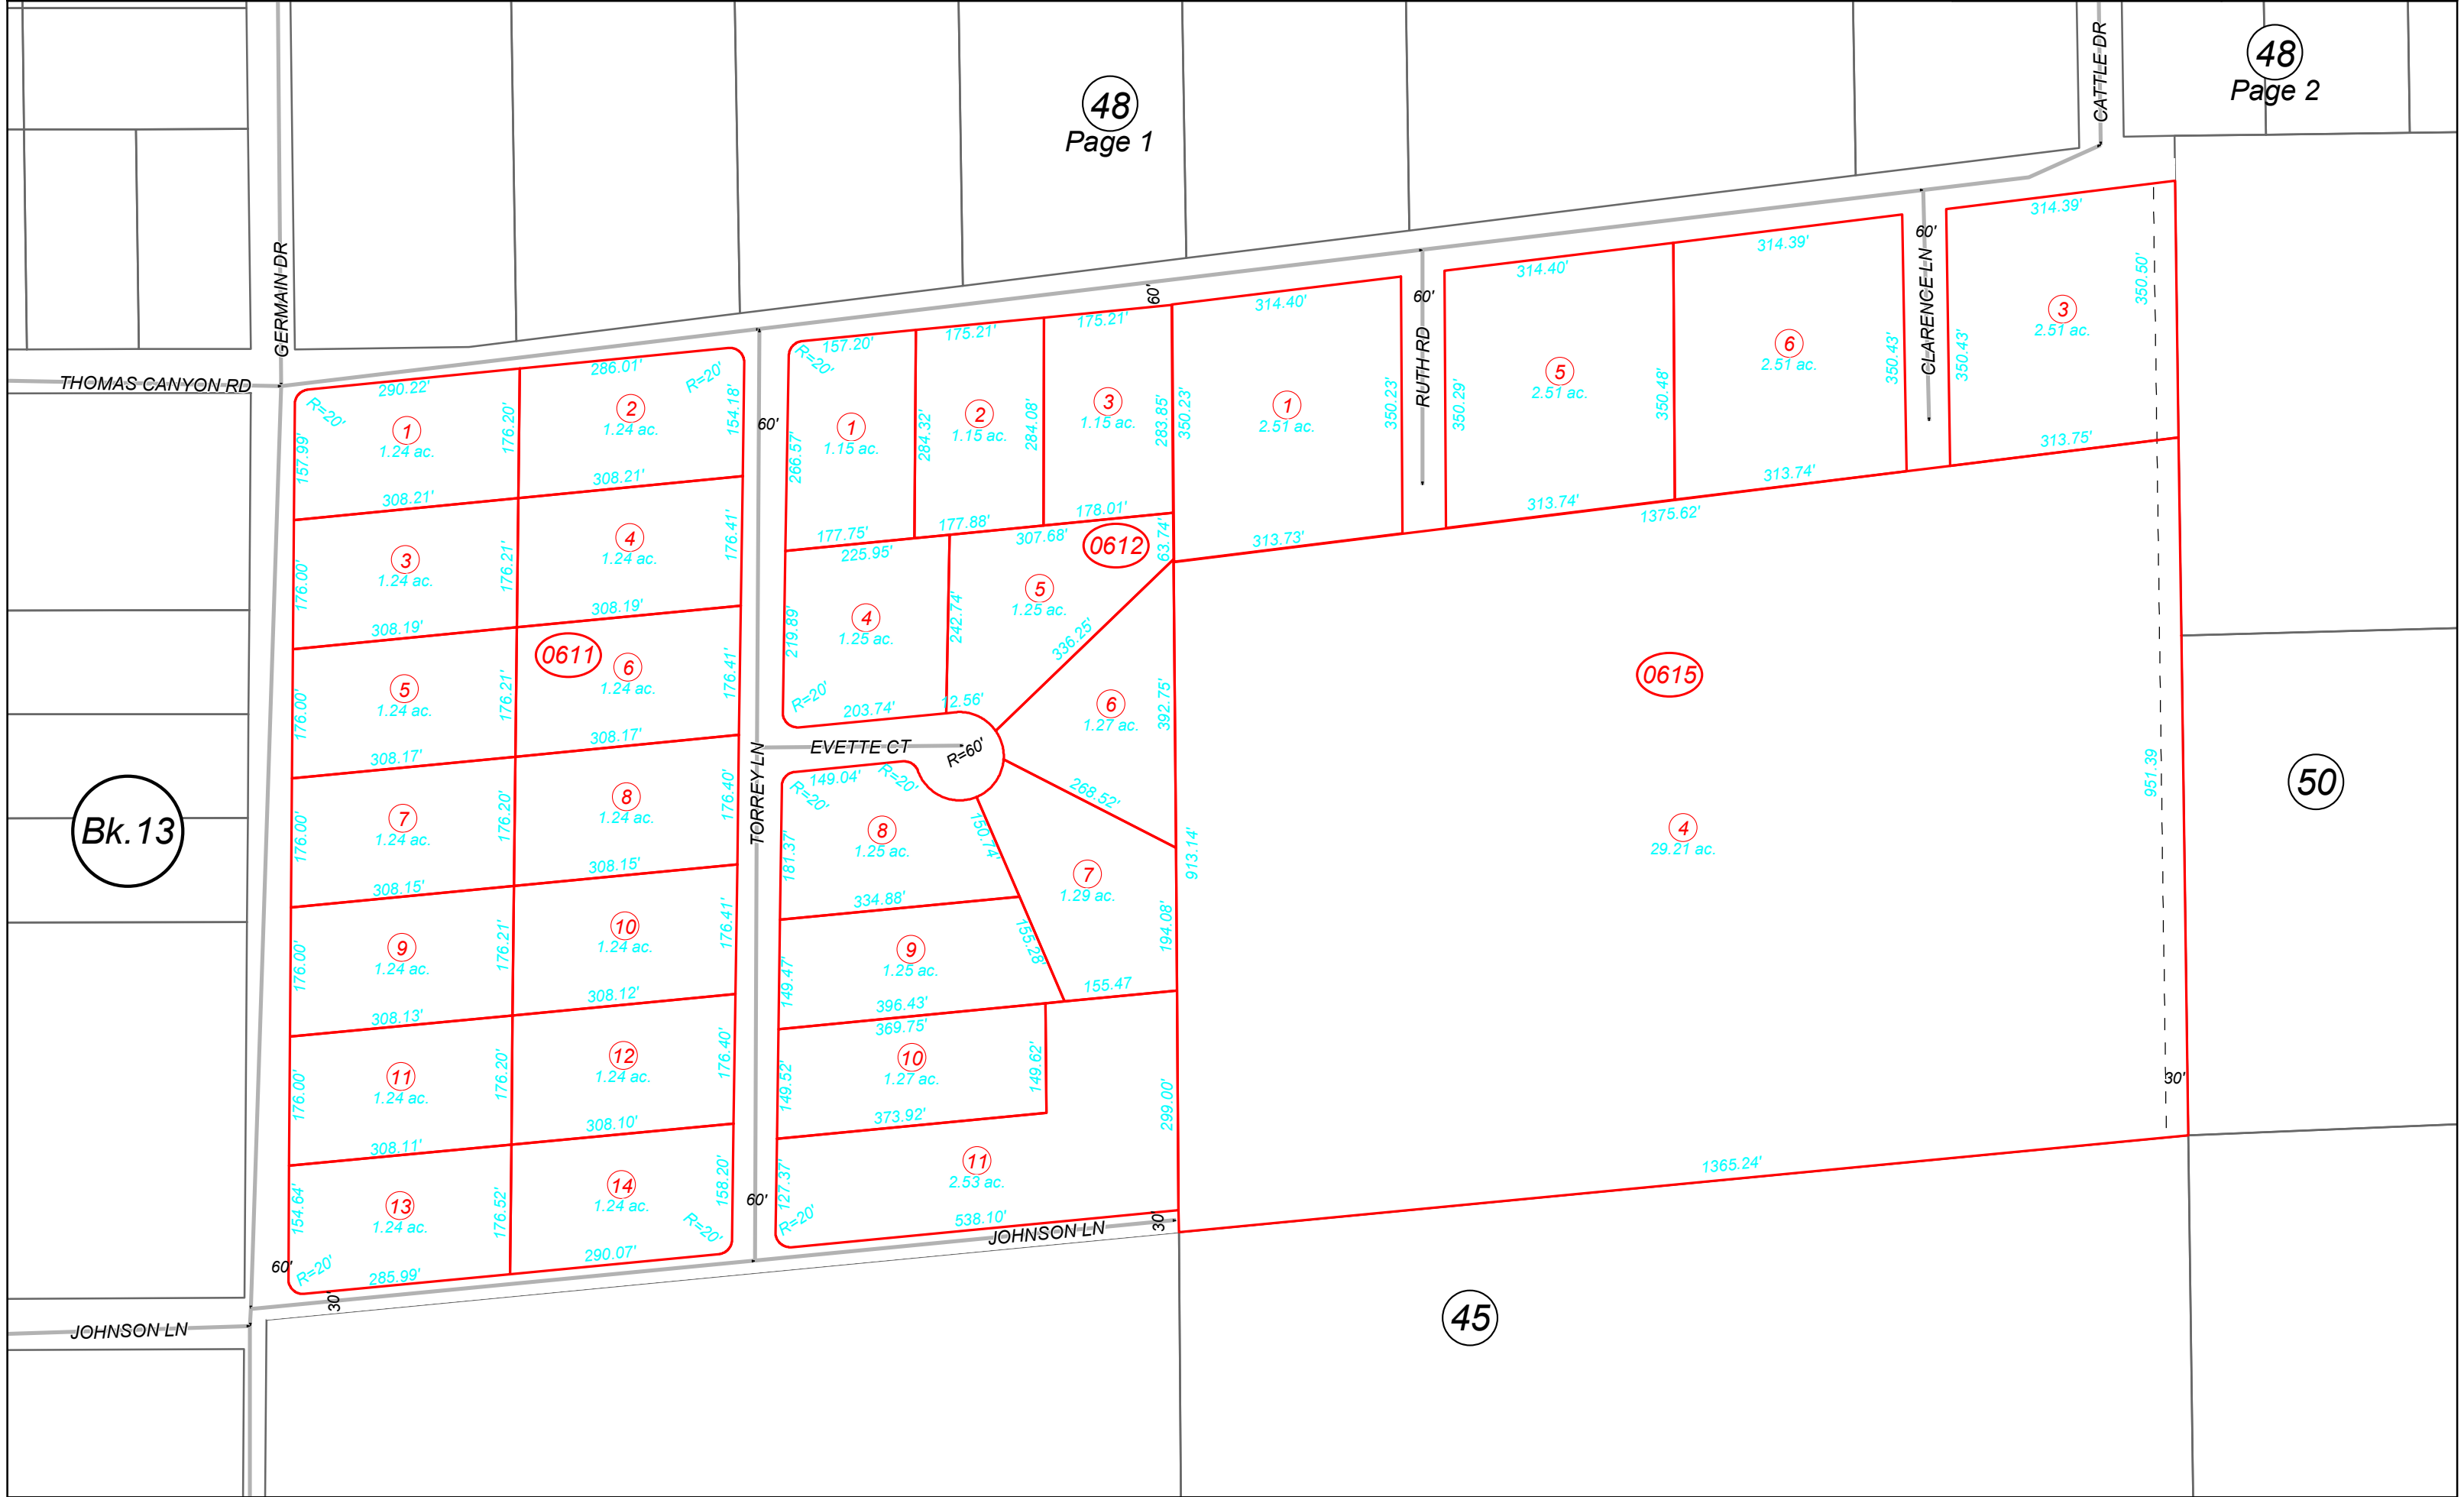 48
Page 1
48
Page 2
CATTLE DR
GERMAIN DR
THOMAS CANYON RD
RUTH RD
CLARENCE LN
TORREY LN
EVETTE CT
JOHNSON LN
JOHNSON LN
Bk.13
50
45
0611
R=20'
290.22'
286.01'
R=20'
157.99'
1
1.24 ac.
176.20'
2
1.24 ac.
154.18'
308.21'
308.21'
176.00'
3
1.24 ac.
176.21'
4
1.24 ac.
176.41'
308.19'
308.19'
176.00'
5
1.24 ac.
176.21'
6
1.24 ac.
176.41'
308.17'
308.17'
176.00'
7
1.24 ac.
176.20'
8
1.24 ac.
176.40'
308.15'
308.15'
176.00'
9
1.24 ac.
176.21'
10
1.24 ac.
176.41'
308.13'
308.12'
176.00'
11
1.24 ac.
176.20'
12
1.24 ac.
176.40'
308.11'
308.10'
154.64'
13
1.24 ac.
176.52'
14
1.24 ac.
158.20'
R=20'
285.99'
290.07'
R=20'
60'
30'
60'
60'
0612
R=20'
157.20'
175.21'
175.21'
60'
266.57'
1
1.15 ac.
284.32'
2
1.15 ac.
284.08'
3
1.15 ac.
283.85'
177.75'
177.88'
178.01'
225.95'
307.68'
63.74'
219.89'
4
1.25 ac.
242.74'
5
1.25 ac.
336.25'
R=20'
203.74'
12.56'
R=60'
6
1.27 ac.
392.75'
268.52'
R=20'
149.04'
R=20'
181.37'
8
1.25 ac.
150.74'
7
1.29 ac.
194.08'
334.88'
149.47'
9
1.25 ac.
155.28'
155.47
396.43'
369.75'
149.52'
10
1.27 ac.
149.62'
373.92'
299.00'
127.37'
11
2.53 ac.
R=20'
538.10'
30'
0615
314.40'
350.23'
1
2.51 ac.
350.23'
313.73'
60'
314.40'
350.29'
5
2.51 ac.
350.48'
313.74'
314.39'
6
2.51 ac.
350.43'
313.74'
60'
314.39'
350.43'
3
2.51 ac.
350.50'
313.75'
1375.62'
913.14'
4
29.21 ac.
951.39
30'
1365.24'